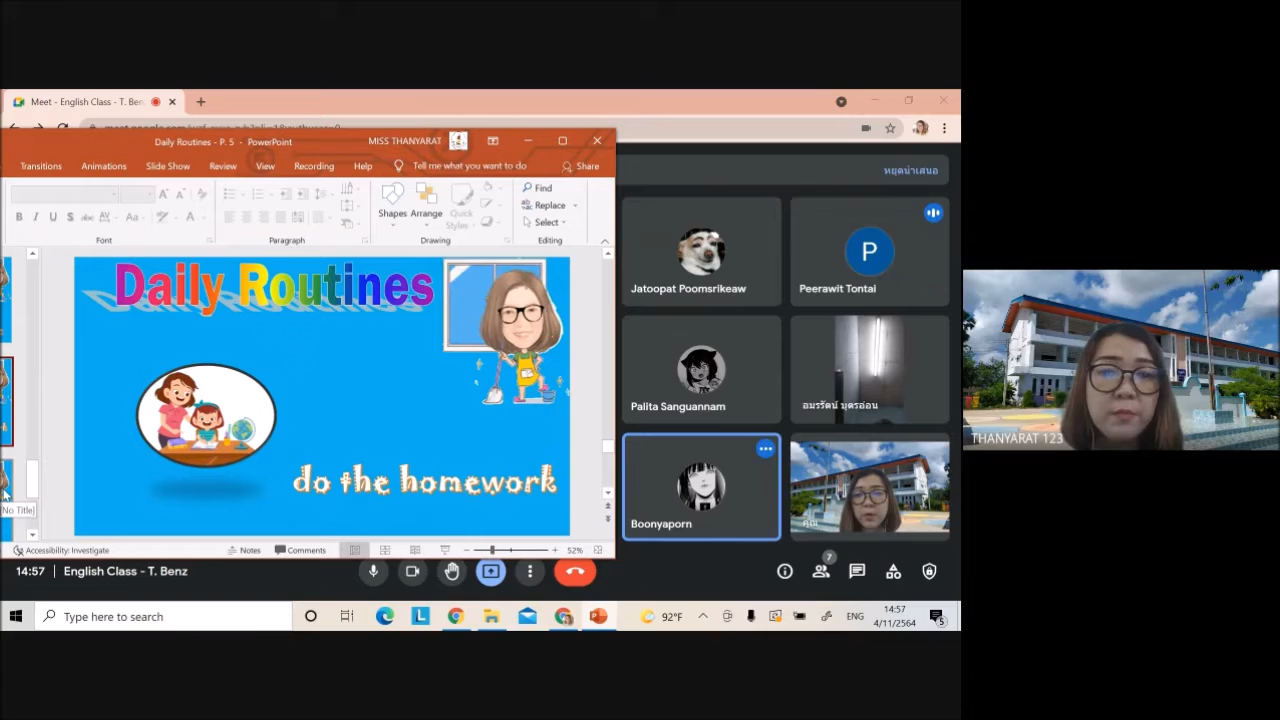 Meet - English Class - T. Ben
Daily Routines - P. 5 - PowerPoint
MISS THANYARAT
Transitions
Animations
Slide Show
Review
View
Recording
Help
Tell me what you want to do
Share
Find
Replace
Select
Shapes
Arrange
Quick
Styles
Font
Paragraph
Drawing
Editing
Daily Routines
do the homework
No Title]
Accessibility: Investigate
Notes
Comments
52%
หยุดนำเสนอ
Jatoopat Poomsrikeaw
P
Peerawit Tontai
Palita Sanguannam
อมรรัตน์ บุตรอ่อน
Boonyaporn
คุณ
THANYARAT 123
14:57 | English Class - T. Benz
7
Type here to search
92°F
ENG
14:57
4/11/2564
5